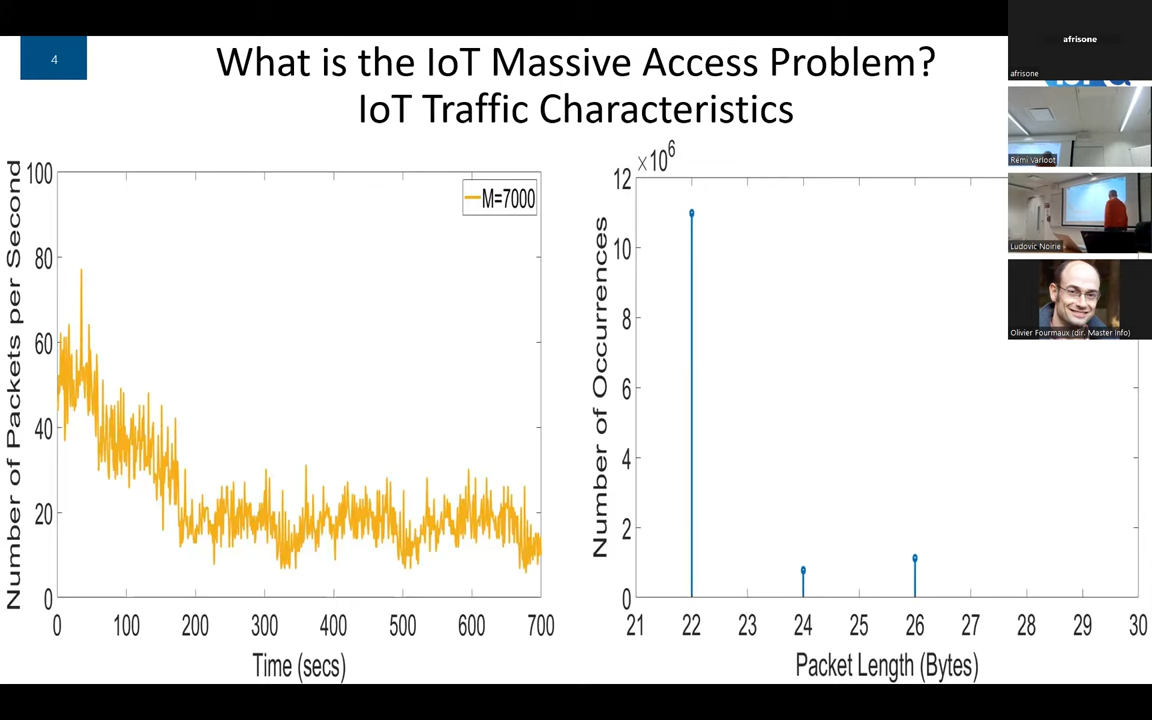 4
What is the IoT Massive Access Problem?
IoT Traffic Characteristics
afrisone
afrisone
Rémi Varloot
Ludovic Noirie
Olivier Fourmaux (dir. Master Info)
Number of Packets per Second
100
80
60
40
20
0
M=7000
0 100 200 300 400 500 600 700
Time (secs)
×10^6
Number of Occurrences
12
10
8
6
4
2
0
21 22 23 24 25 26 27 28 29 30
Packet Length (Bytes)